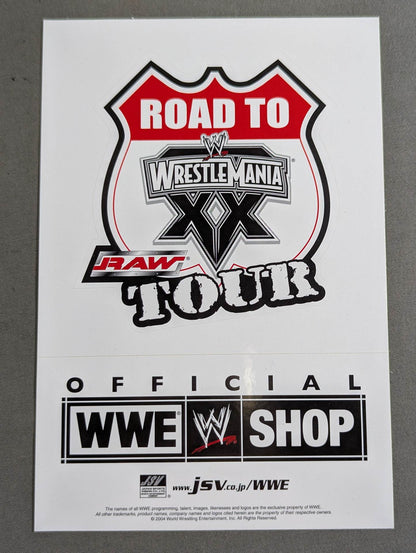 ROAD TO
W
WRESTLEMANIA®
XX
RAW
TOUR
OFFICIAL
WWE® W SHOP
JSV ® www.jsv.co.jp/WWE
The names of all WWE programming, talent, images, likenesses and logos are the exclusive property of WWE.
All other trademarks, product names, company names and logos cited herein are the property of their respective owners.
© 2004 World Wrestling Entertainment, Inc. All Rights Reserved.